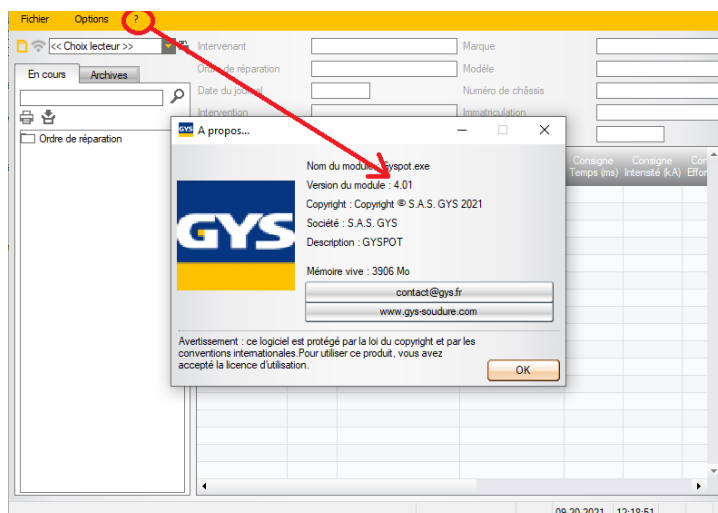 Fichier Options ?
<< Choix lecteur >>
En cours Archives
Ordre de réparation
Intervenant
Ordre de réparation
Date du journal
Intervention
Marque
Modèle
Numéro de châssis
Immatriculation
GYS A propos...
GYS
Nom du module : Gyspot.exe
Version du module : 4.01
Copyright : Copyright © S.A.S. GYS 2021
Société : S.A.S. GYS
Description : GYSPOT
Mémoire vive : 3906 Mo
contact@gys.fr
www.gys-soudure.com
Avertissement : ce logiciel est protégé par la loi du copyright et par les
conventions internationales.Pour utiliser ce produit, vous avez
accepté la licence d'utilisation.
OK
Consigne Consigne
Temps (ms) Intensité (kA)
09.20.2021 12:18:51